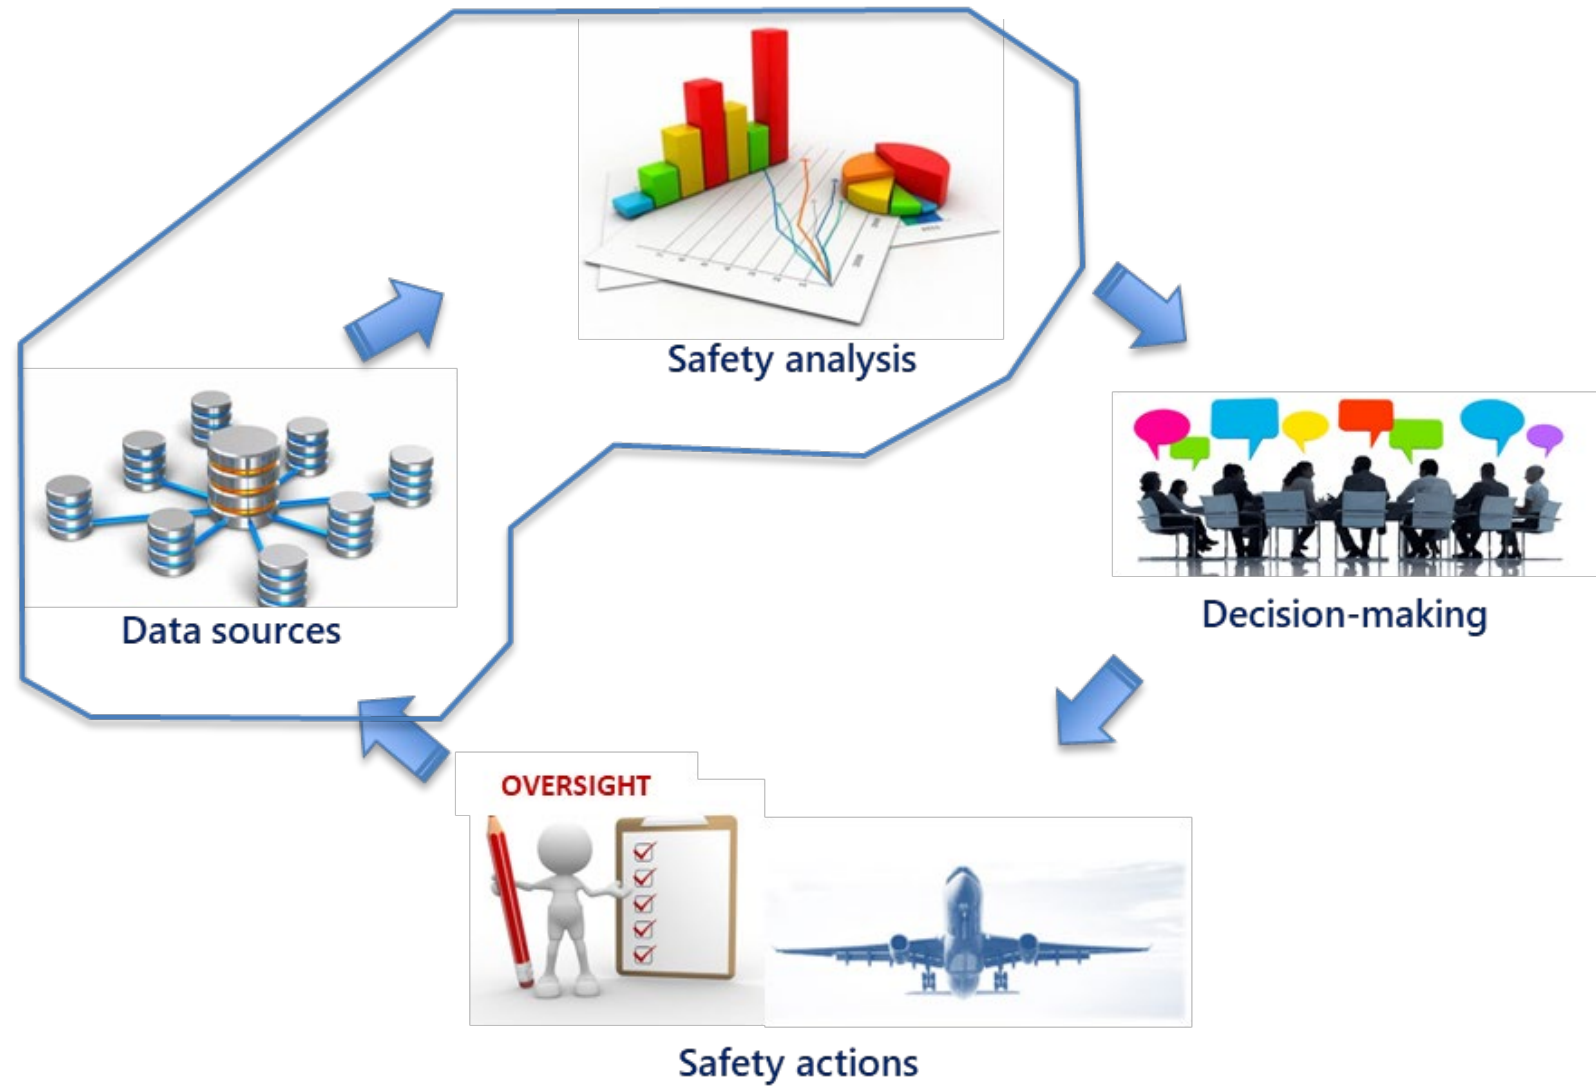 Safety analysis
Data sources
Decision-making
OVERSIGHT
Safety actions